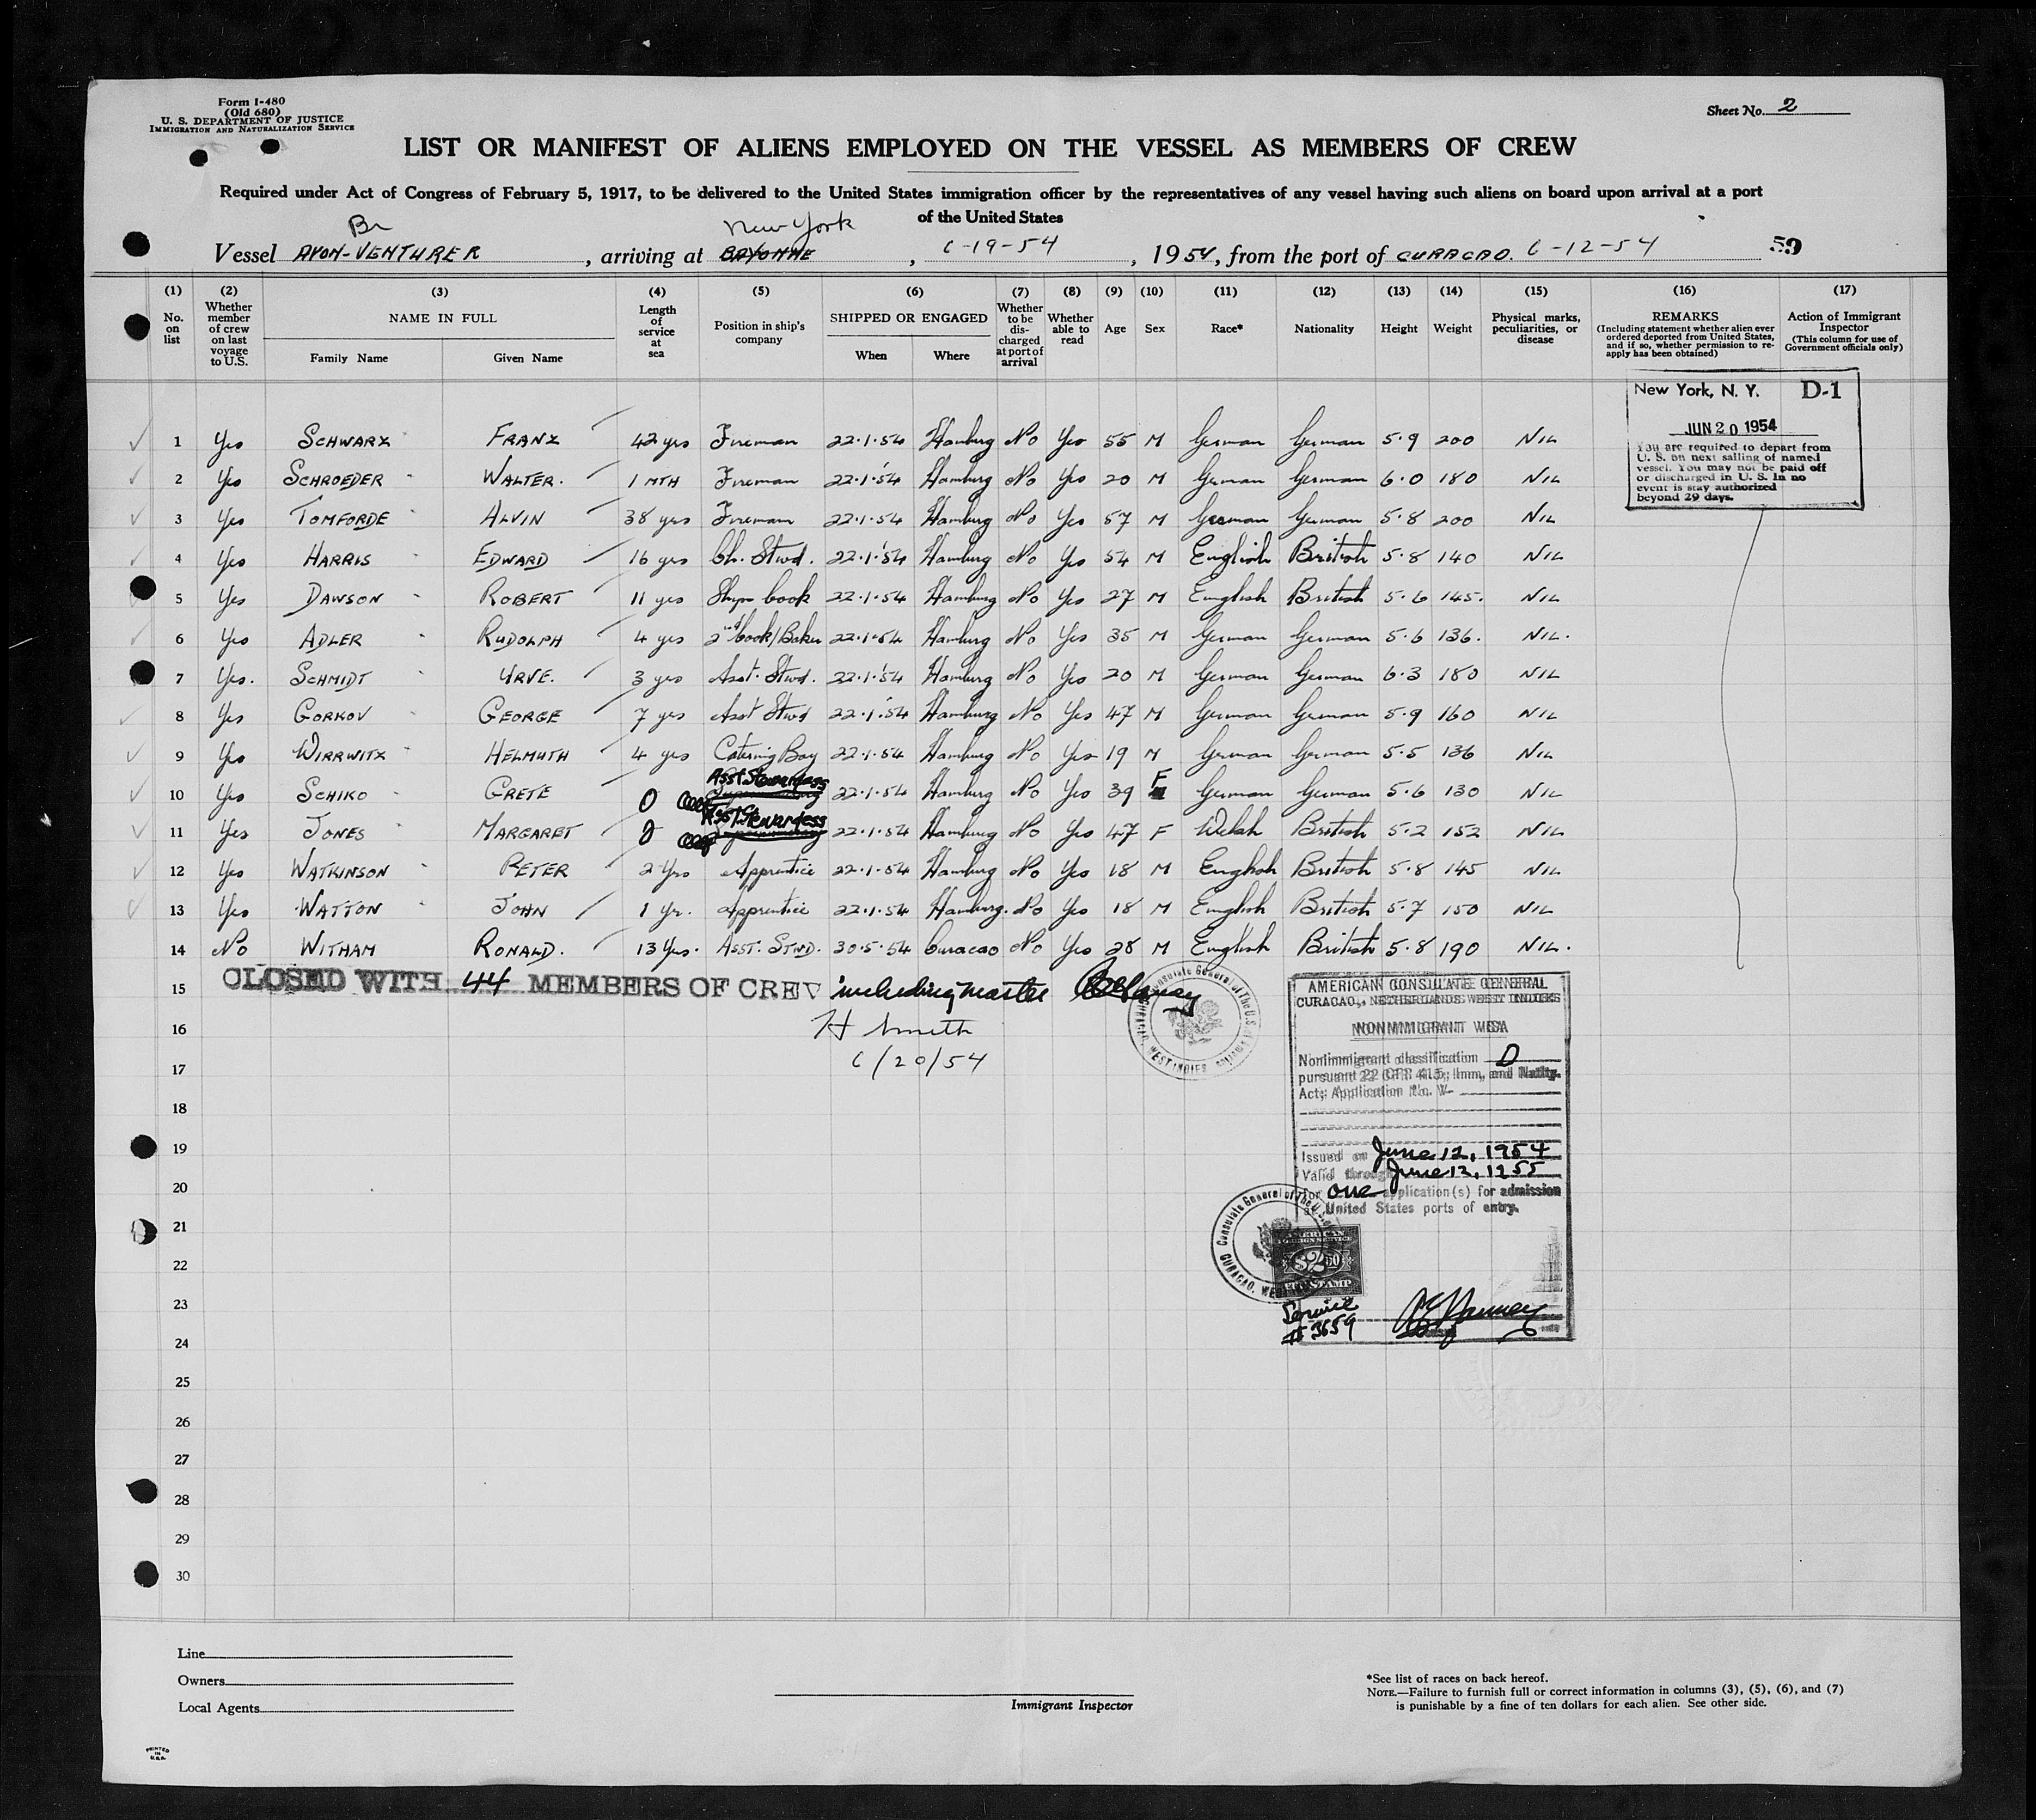 Form I-480
(Old 680)
U. S. DEPARTMENT OF JUSTICE
IMMIGRATION AND NATURALIZATION SERVICE
Sheet No. 2
LIST OR MANIFEST OF ALIENS EMPLOYED ON THE VESSEL AS MEMBERS OF CREW
Required under Act of Congress of February 5, 1917, to be delivered to the United States immigration officer by the representatives of any vessel having such aliens on board upon arrival at a port
of the United States
Br New York
Vessel AVON-VENTURER, arriving at BAYONNE, 6-19-54, 1954, from the port of CURACAO. 6-12-54 59
(1) (2) (3) (4) (5) (6) (7) (8) (9) (10) (11) (12) (13) (14) (15) (16) (17)
No. on list
Whether member of crew on last voyage to U.S.
NAME IN FULL
Family Name Given Name
Length of service at sea
Position in ship's company
SHIPPED OR ENGAGED
When Where
Whether to be discharged at port of arrival
Whether able to read
Age Sex Race* Nationality Height Weight
Physical marks, peculiarities, or disease
REMARKS
(Including statement whether alien ever ordered deported from United States, and if so, whether permission to reapply has been obtained)
Action of Immigrant Inspector
(This column for use of Government officials only)
New York, N. Y. D-1
JUN 20 1954
You are required to depart from
U. S. on next sailing of named
vessel. You may not be paid off
or discharged in U. S. In no
event is stay authorized
beyond 29 days.
1 Yes SCHWARZ FRANZ 42 yrs Fireman 22.1.54 Hamburg No Yes 55 M German German 5.9 200 NIL
2 Yes SCHROEDER WALTER. 1 MTH Fireman 22.1.54 Hamburg No Yes 20 M German German 6.0 180 NIL
3 Yes TOMFORDE ALVIN 38 yrs Fireman 22.1.54 Hamburg No Yes 57 M German German 5.8 200 NIL
4 Yes HARRIS EDWARD 16 yrs Ch. Stwd. 22.1.54 Hamburg No Yes 54 M English British 5.8 140 NIL
5 Yes DAWSON ROBERT 11 yrs Ships Cook 22.1.54 Hamburg No Yes 27 M English British 5.6 145. NIL
6 Yes ADLER RUDOLPH 4 yrs 2nd Cook/Baker 22.1.54 Hamburg No Yes 35 M German German 5.6 136. NIL.
7 Yes. SCHMIDT URVE. 3 yrs Asst. Stwd. 22.1.54 Hamburg No Yes 20 M German German 6.3 180 NIL
8 Yes GORKOV GEORGE 7 yrs Asst Stwd 22.1.54 Hamburg No Yes 47 M German German 5.9 160 NIL
9 Yes WIRRWITZ HELMUTH 4 yrs Catering Boy 22.1.54 Hamburg No Yes 19 M German German 5.5 136 NIL
10 Yes SCHIKO GRETE 0 Asst Stewardess 22.1.54 Hamburg No Yes 39 F German German 5.6 130 NIL
11 Yes JONES MARGARET 0 Asst Stewardess 22.1.54 Hamburg No Yes 47 F Welsh British 5.2 152 NIL
12 Yes WATKINSON PETER 2 Yrs Apprentice 22.1.54 Hamburg No Yes 18 M English British 5.8 145 NIL
13 Yes WATTON JOHN 1 Yr. Apprentice 22.1.54 Hamburg. No Yes 18 M English British 5.7 150 NIL
14 No WITHAM RONALD. 13 Yrs. ASST. STWD. 30.5.54 Curacao No Yes 28 M English British 5.8 190 NIL.
15 CLOSED WITH 44 MEMBERS OF CREW including master
16 H Smith
17 6/20/54
18
19
20
21
22
23
24
25
26
27
28
29
30
AMERICAN CONSULATE GENERAL
CURACAO, NETHERLANDS WEST INDIES
NONIMMIGRANT VISA
Nonimmigrant classification D
pursuant 22 CFR 41.5; Imm, and Natlty.
Act; Application No. V-
Issued on June 12, 1954
Valid through June 12, 1955
for one application(s) for admission
at United States ports of entry.
Consulate General of The U.S.
CURACAO, WEST INDIES
AMERICAN
FOREIGN SERVICE
$2.00
FEE STAMP
Service
# 3659
Line
Owners
Local Agents
Immigrant Inspector
*See list of races on back hereof.
NOTE.—Failure to furnish full or correct information in columns (3), (5), (6), and (7)
is punishable by a fine of ten dollars for each alien. See other side.
PRINTED
IN
U.S.A.